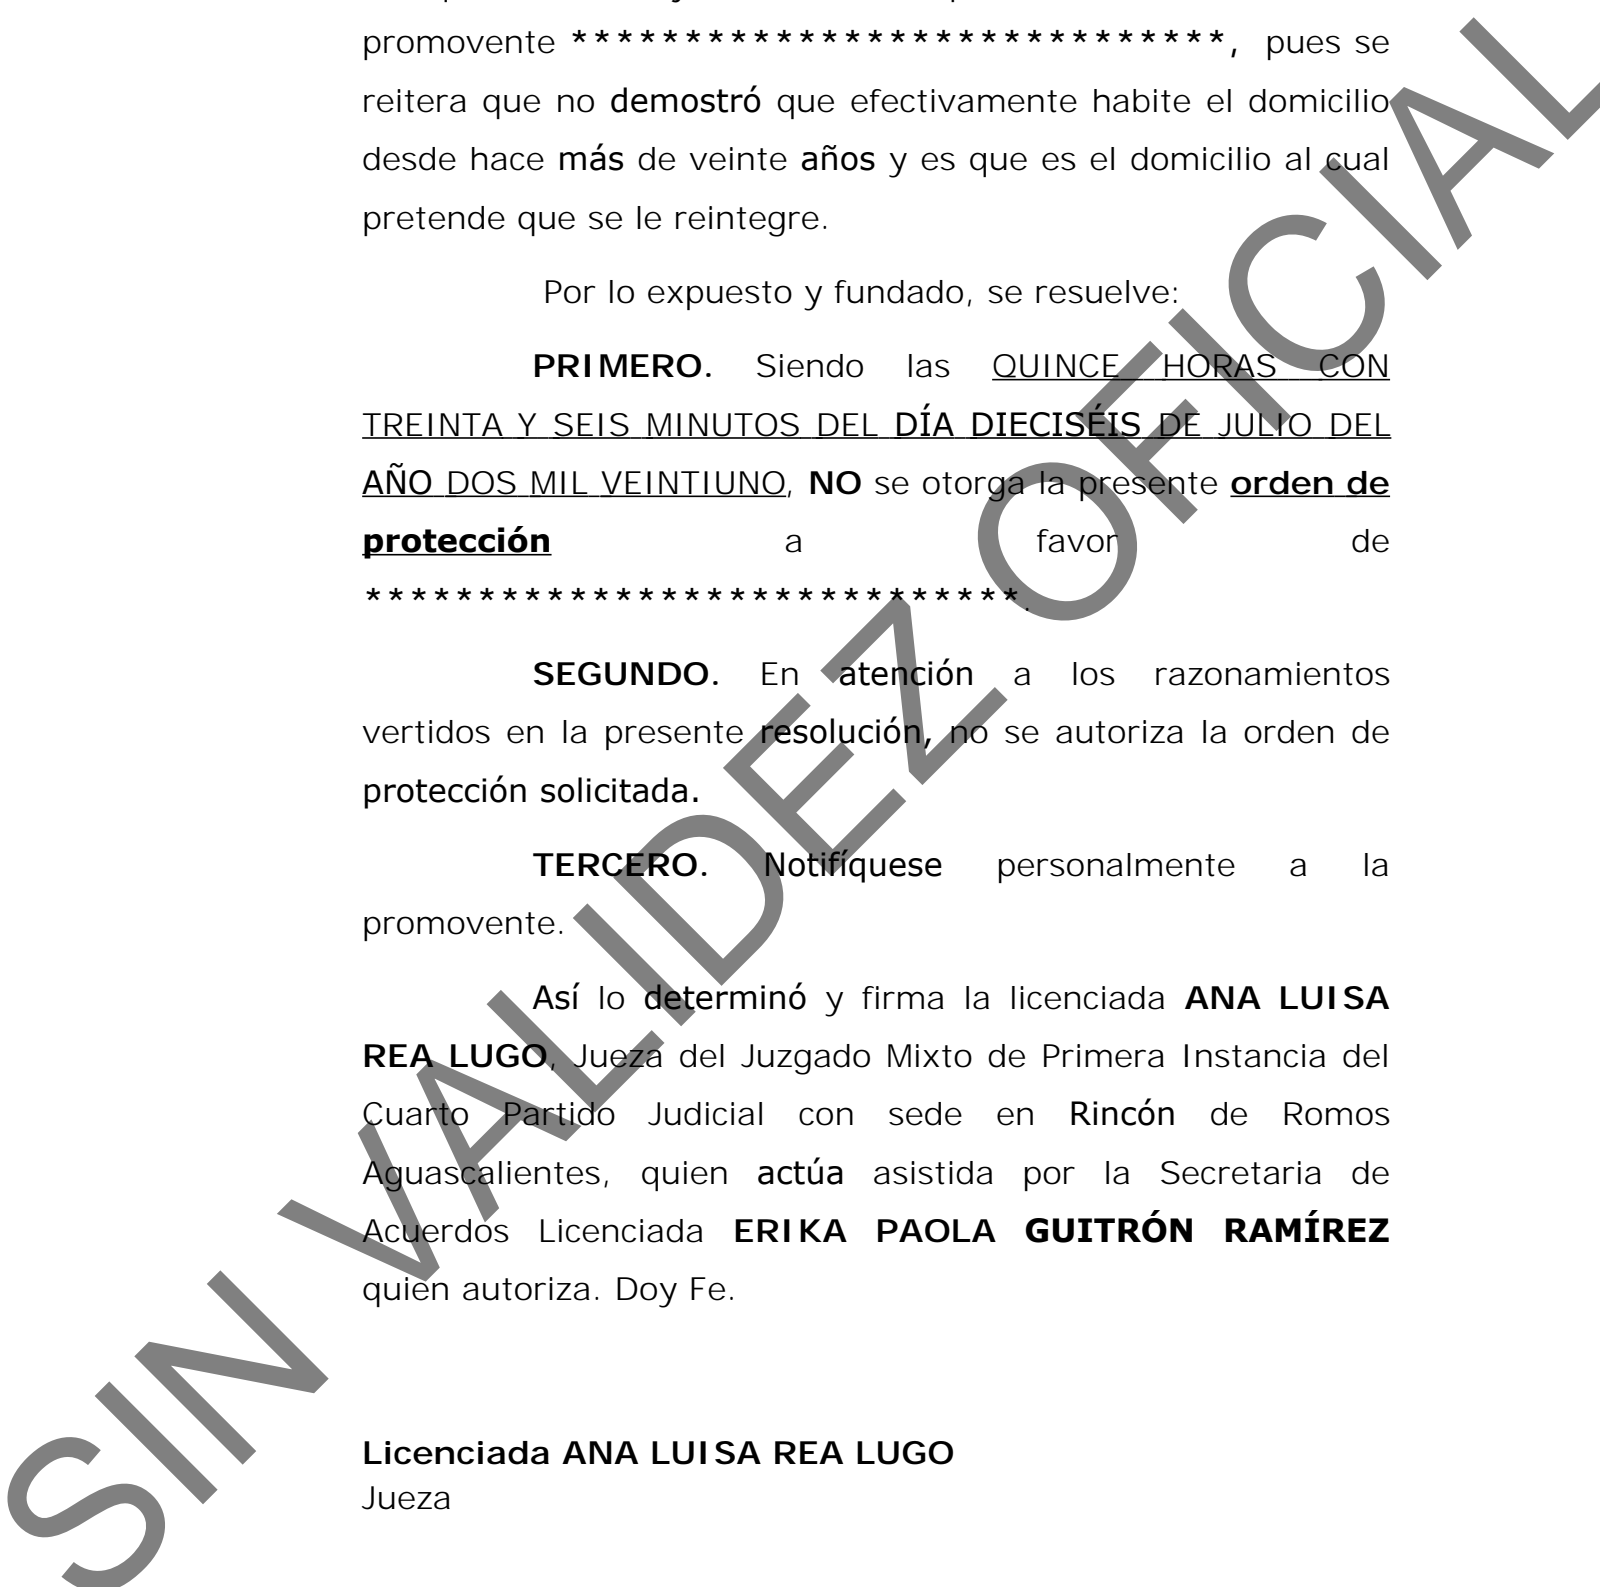 promovente *****************************, pues se
reitera que no demostró que efectivamente habite el domicilio
desde hace más de veinte años y es que es el domicilio al cual
pretende que se le reintegre.
Por lo expuesto y fundado, se resuelve:
PRIMERO. Siendo las QUINCE HORAS CON
TREINTA Y SEIS MINUTOS DEL DÍA DIECISÉIS DE JULIO DEL
AÑO DOS MIL VEINTIUNO, NO se otorga la presente orden de
protección a favor de
*****************************.
SEGUNDO. En atención a los razonamientos
vertidos en la presente resolución, no se autoriza la orden de
protección solicitada.
TERCERO. Notifíquese personalmente a la
promovente.
Así lo determinó y firma la licenciada ANA LUISA
REA LUGO, Jueza del Juzgado Mixto de Primera Instancia del
Cuarto Partido Judicial con sede en Rincón de Romos
Aguascalientes, quien actúa asistida por la Secretaria de
Acuerdos Licenciada ERIKA PAOLA GUITRÓN RAMÍREZ
quien autoriza. Doy Fe.
Licenciada ANA LUISA REA LUGO
Jueza
SIN VALIDEZ OFICIAL